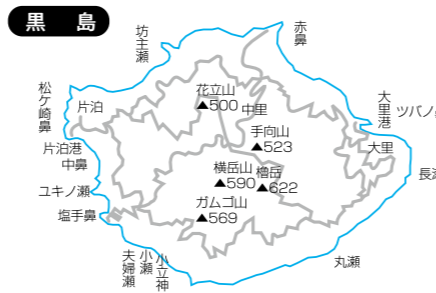 黒 島
赤鼻
坊主瀬
花立山
▲500
中里
松ケ崎鼻
片泊
大里港
ツバノ
手向山
▲523
片泊港
中鼻
大里
長瀬
横岳山
▲590
櫓岳
▲622
ユキノ瀬
ガムゴ山
▲569
塩手鼻
夫婦瀬
小瀬
小立神
丸瀬